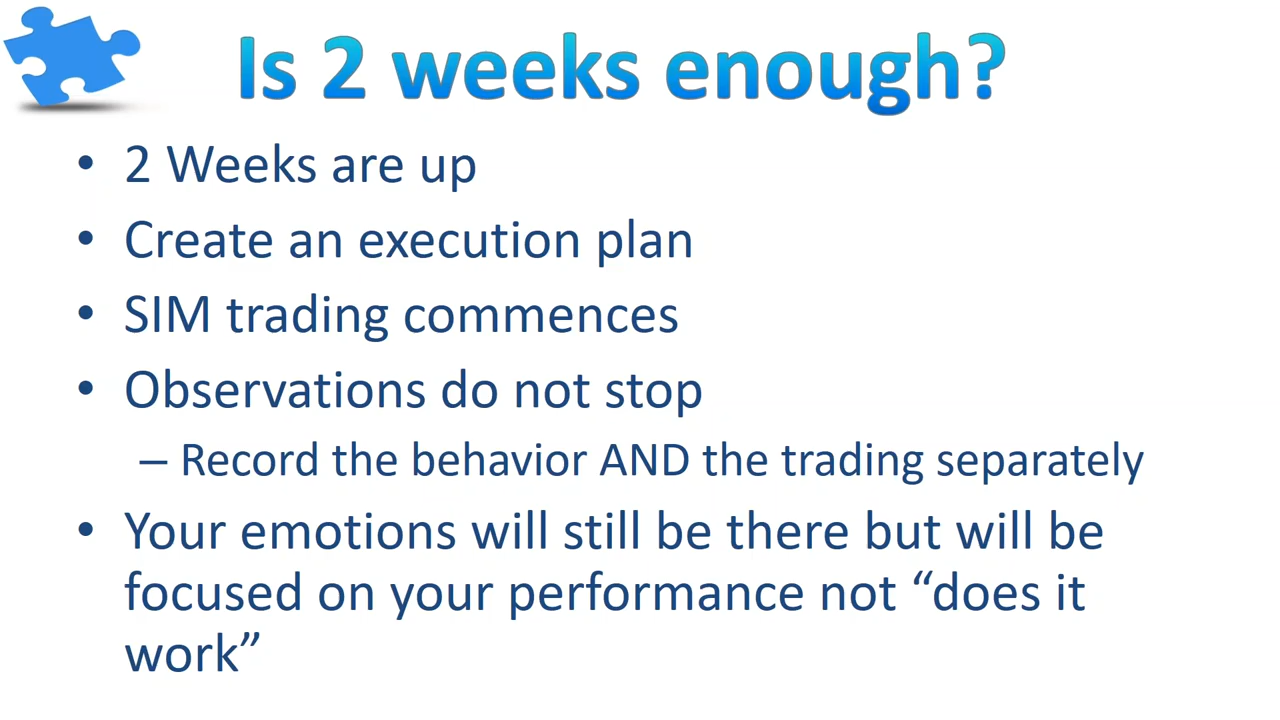 Is 2 weeks enough?
• 2 Weeks are up
• Create an execution plan
• SIM trading commences
• Observations do not stop
– Record the behavior AND the trading separately
• Your emotions will still be there but will be
focused on your performance not “does it
work”